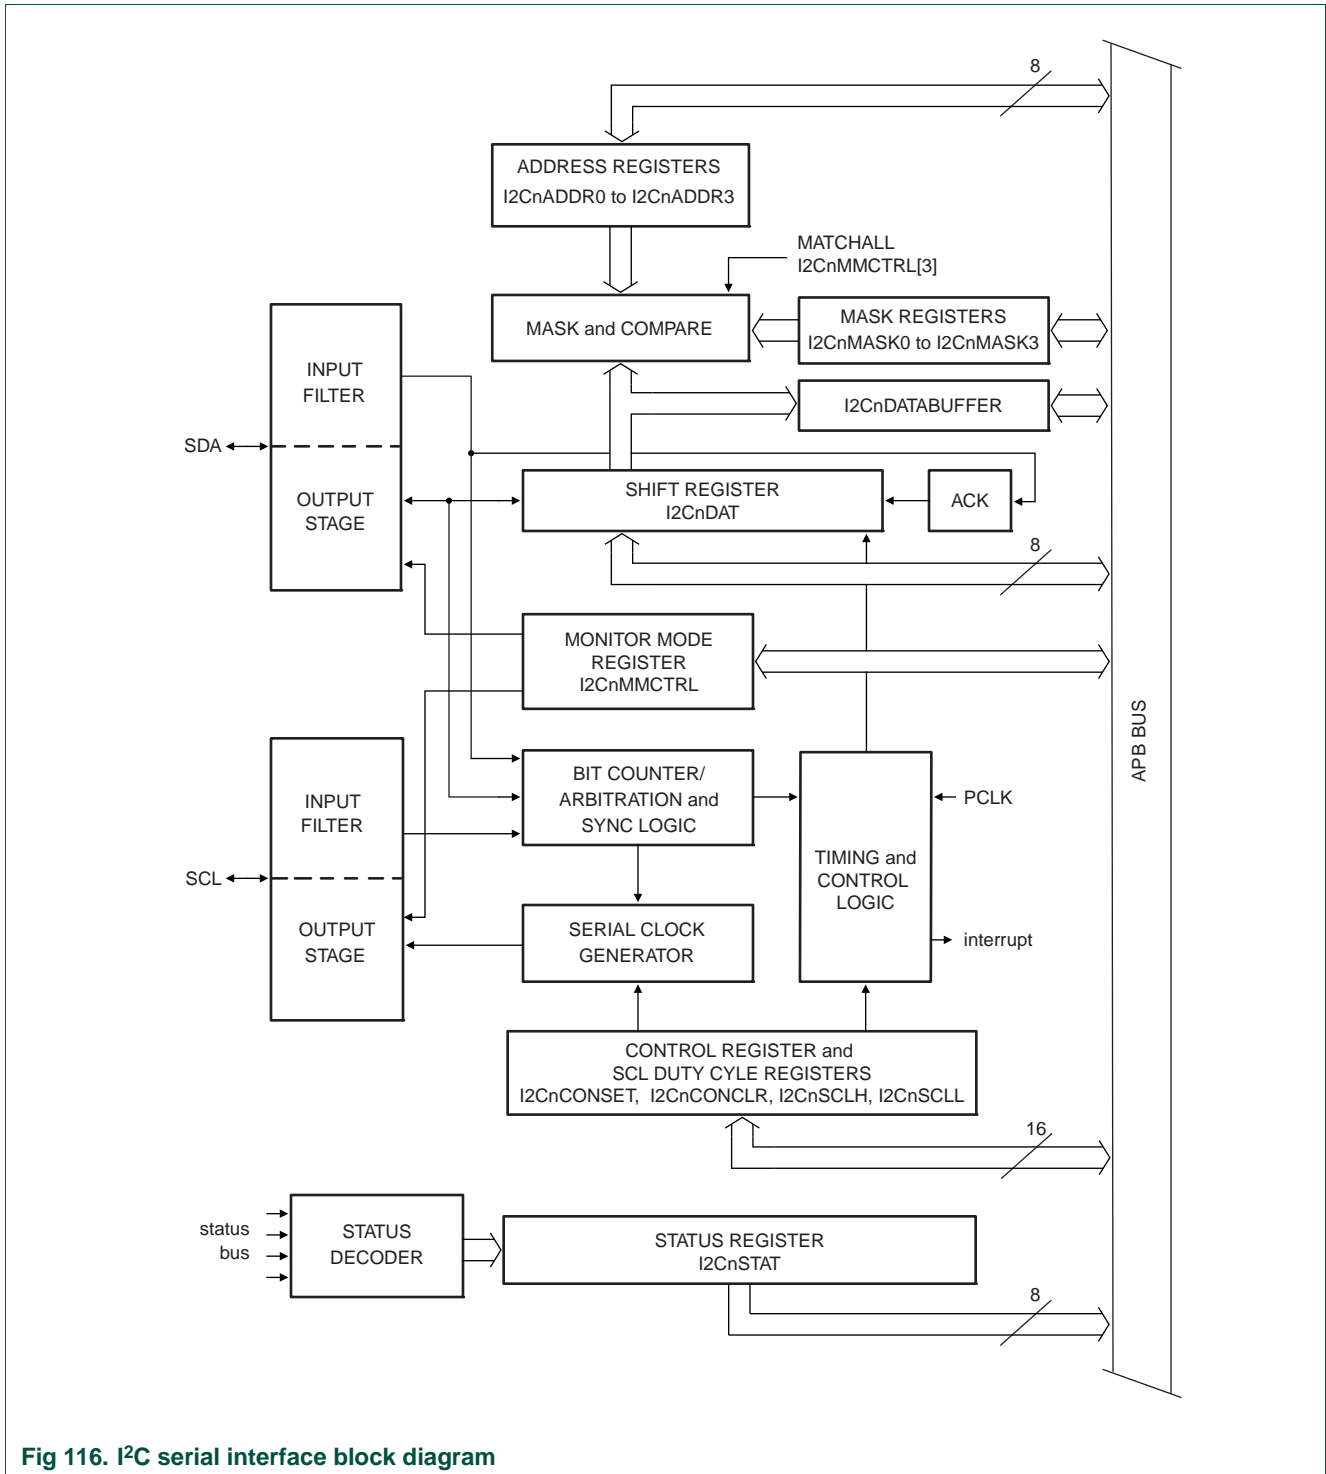 8
ADDRESS REGISTERS
I2CnADDR0 to I2CnADDR3
MATCHALL
I2CnMMCTRL[3]
MASK and COMPARE
MASK REGISTERS
I2CnMASK0 to I2CnMASK3
INPUT
FILTER
I2CnDATABUFFER
SDA
OUTPUT
STAGE
SHIFT REGISTER
I2CnDAT
ACK
8
MONITOR MODE
REGISTER
I2CnMMCTRL
APB BUS
INPUT
FILTER
BIT COUNTER/
ARBITRATION and
SYNC LOGIC
PCLK
TIMING and
CONTROL
LOGIC
SCL
OUTPUT
STAGE
SERIAL CLOCK
GENERATOR
interrupt
CONTROL REGISTER and
SCL DUTY CYLE REGISTERS
I2CnCONSET, I2CnCONCLR, I2CnSCLH, I2CnSCLL
16
status
bus
STATUS
DECODER
STATUS REGISTER
I2CnSTAT
8
Fig 116. I²C serial interface block diagram